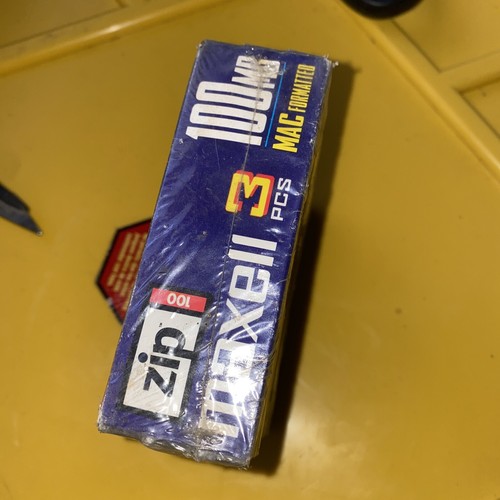 zip
100
maxell
3
PCS
100MB
MAC FORMATTED